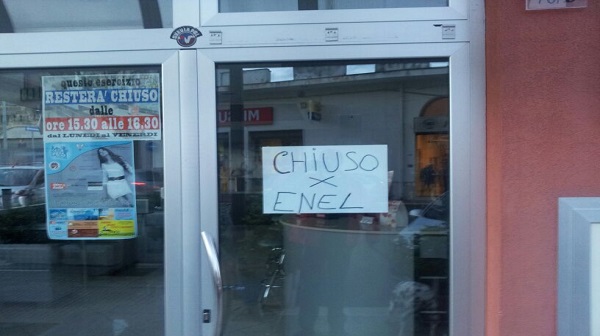 questo esercizio
RESTERA' CHIUSO
dalle
ore 15.30 alle 16.30
dal LUNEDI al VENERDI
CHIUSO
X
ENEL